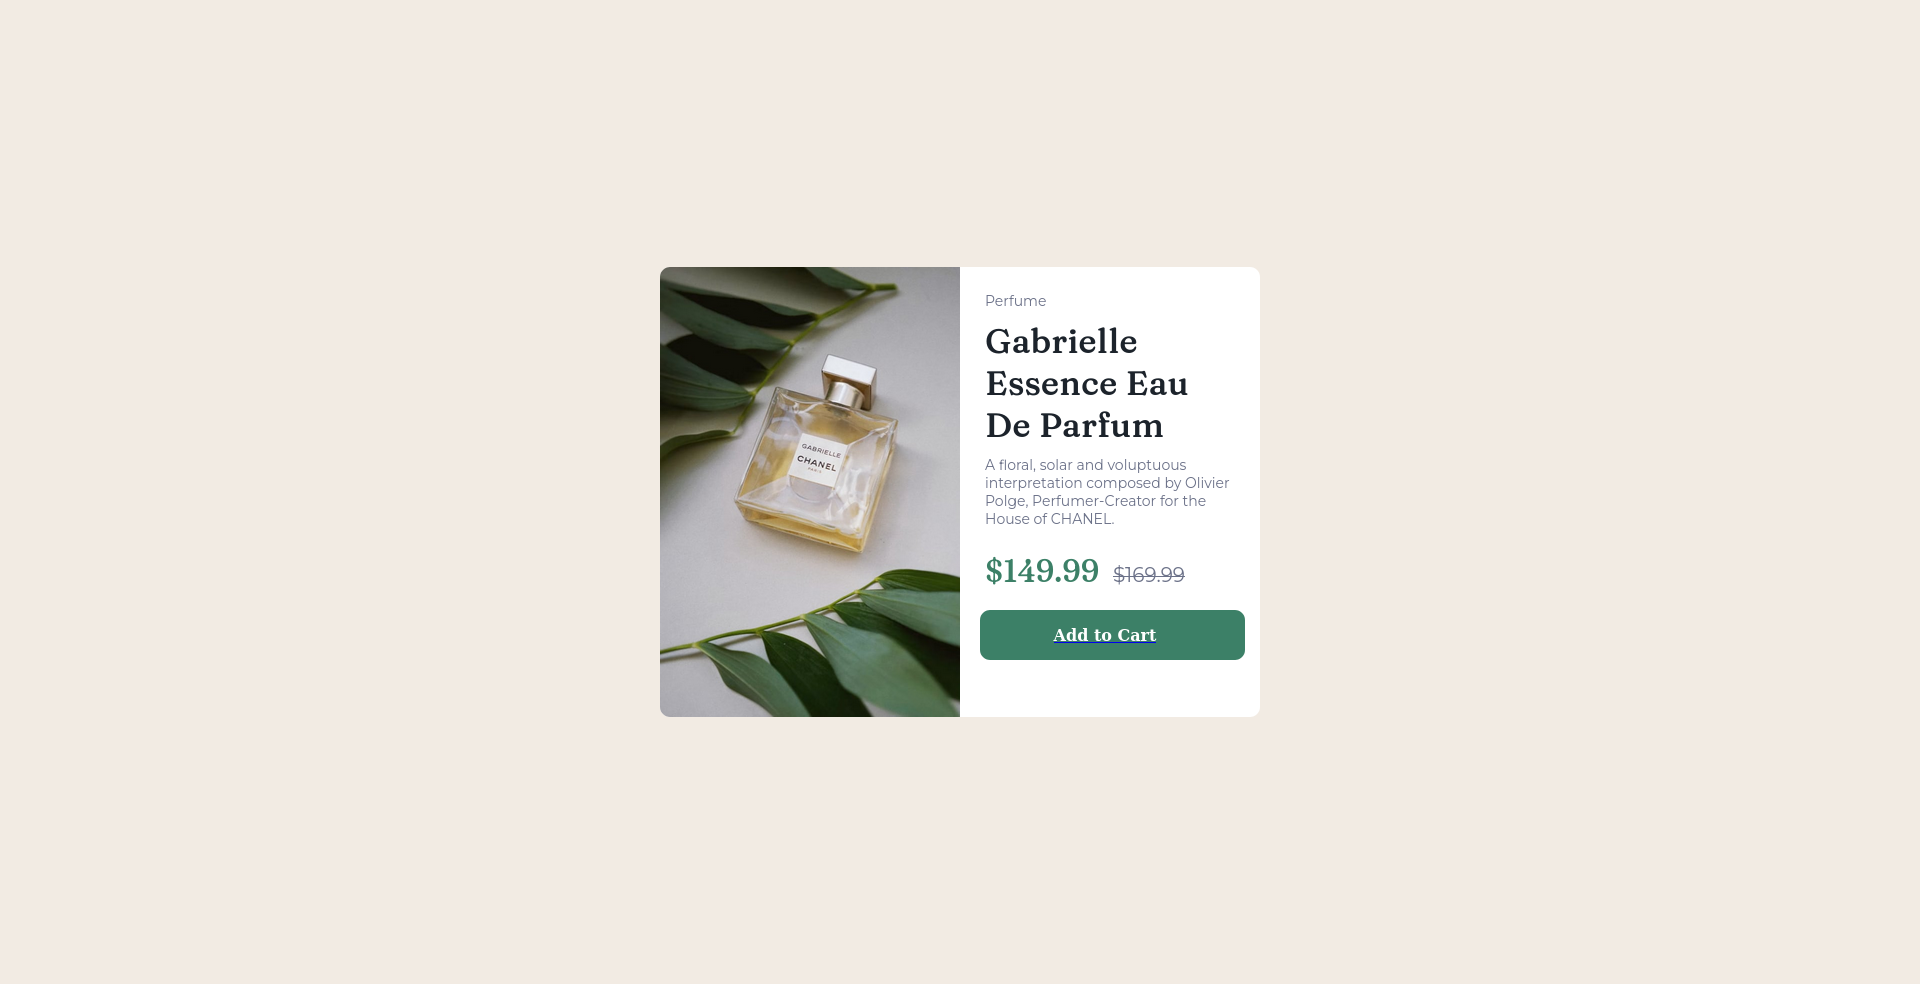 GABRIELLE
CHANEL
PARIS
Perfume
Gabrielle
Essence Eau
De Parfum
A floral, solar and voluptuous
interpretation composed by Olivier
Polge, Perfumer-Creator for the
House of CHANEL.
$149.99 $169.99
Add to Cart